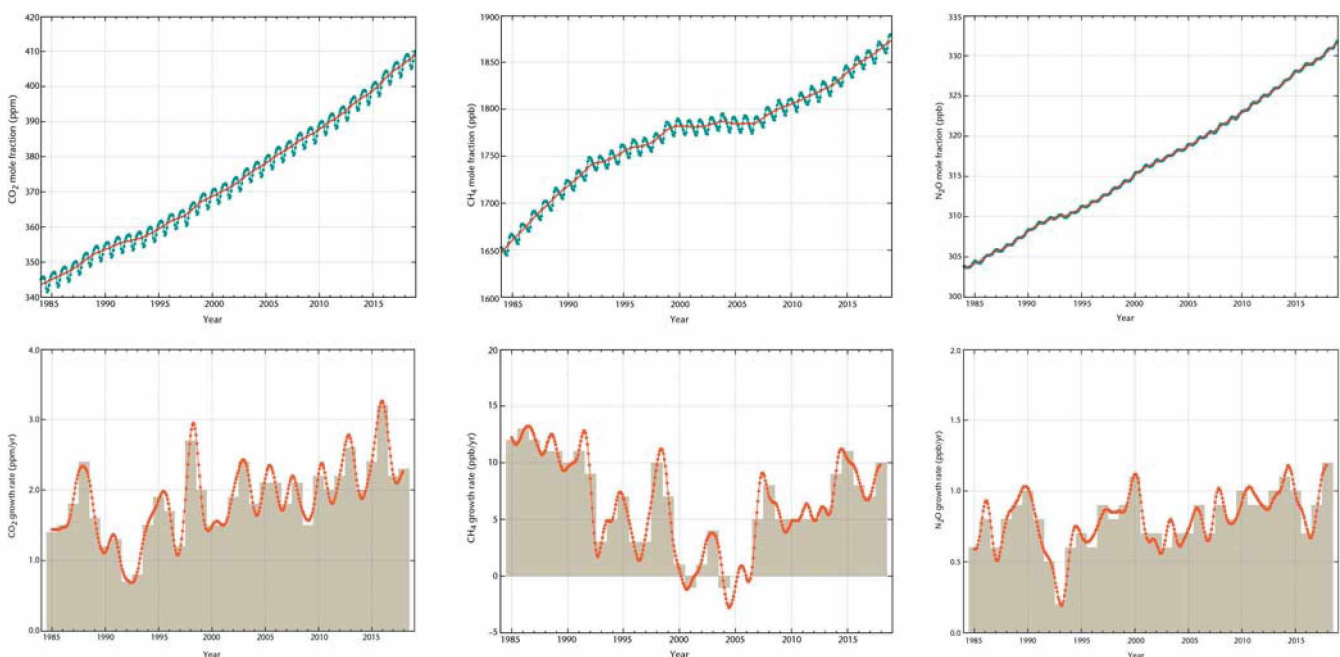 420
410
400
390
380
370
360
350
340
CO₂ mole fraction (ppm)
1985 1990 1995 2000 2005 2010 2015
Year
1900
1850
1800
1750
1700
1650
1600
CH₄ mole fraction (ppb)
1985 1990 1995 2000 2005 2010 2015
Year
335
330
325
320
315
310
305
300
N₂O mole fraction (ppb)
1985 1990 1995 2000 2005 2010 2015
Year
4.0
3.0
2.0
1.0
0.0
CO₂ growth rate (ppm/yr)
1985 1990 1995 2000 2005 2010 2015
Year
20
15
10
5
0
-5
CH₄ growth rate (ppb/yr)
1985 1990 1995 2000 2005 2010 2015
Year
2.0
1.5
1.0
0.5
0.0
N₂O growth rate (ppb/yr)
1985 1990 1995 2000 2005 2010 2015
Year